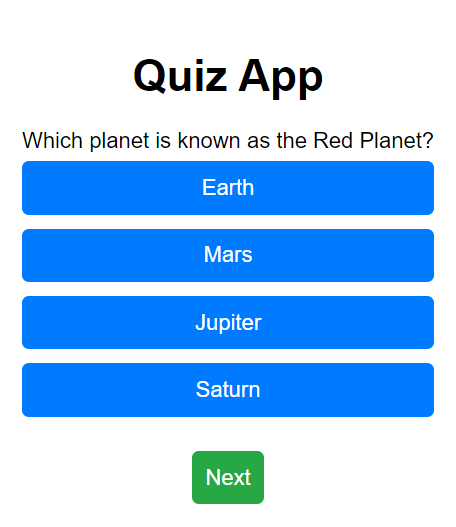 Quiz App
Which planet is known as the Red Planet?
Earth
Mars
Jupiter
Saturn
Next